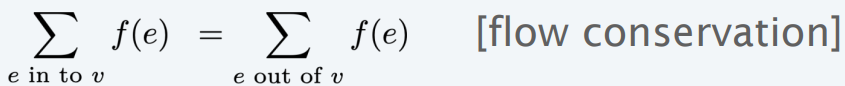 ∑ f(e) = ∑ f(e) [flow conservation]
e in to v e out of v